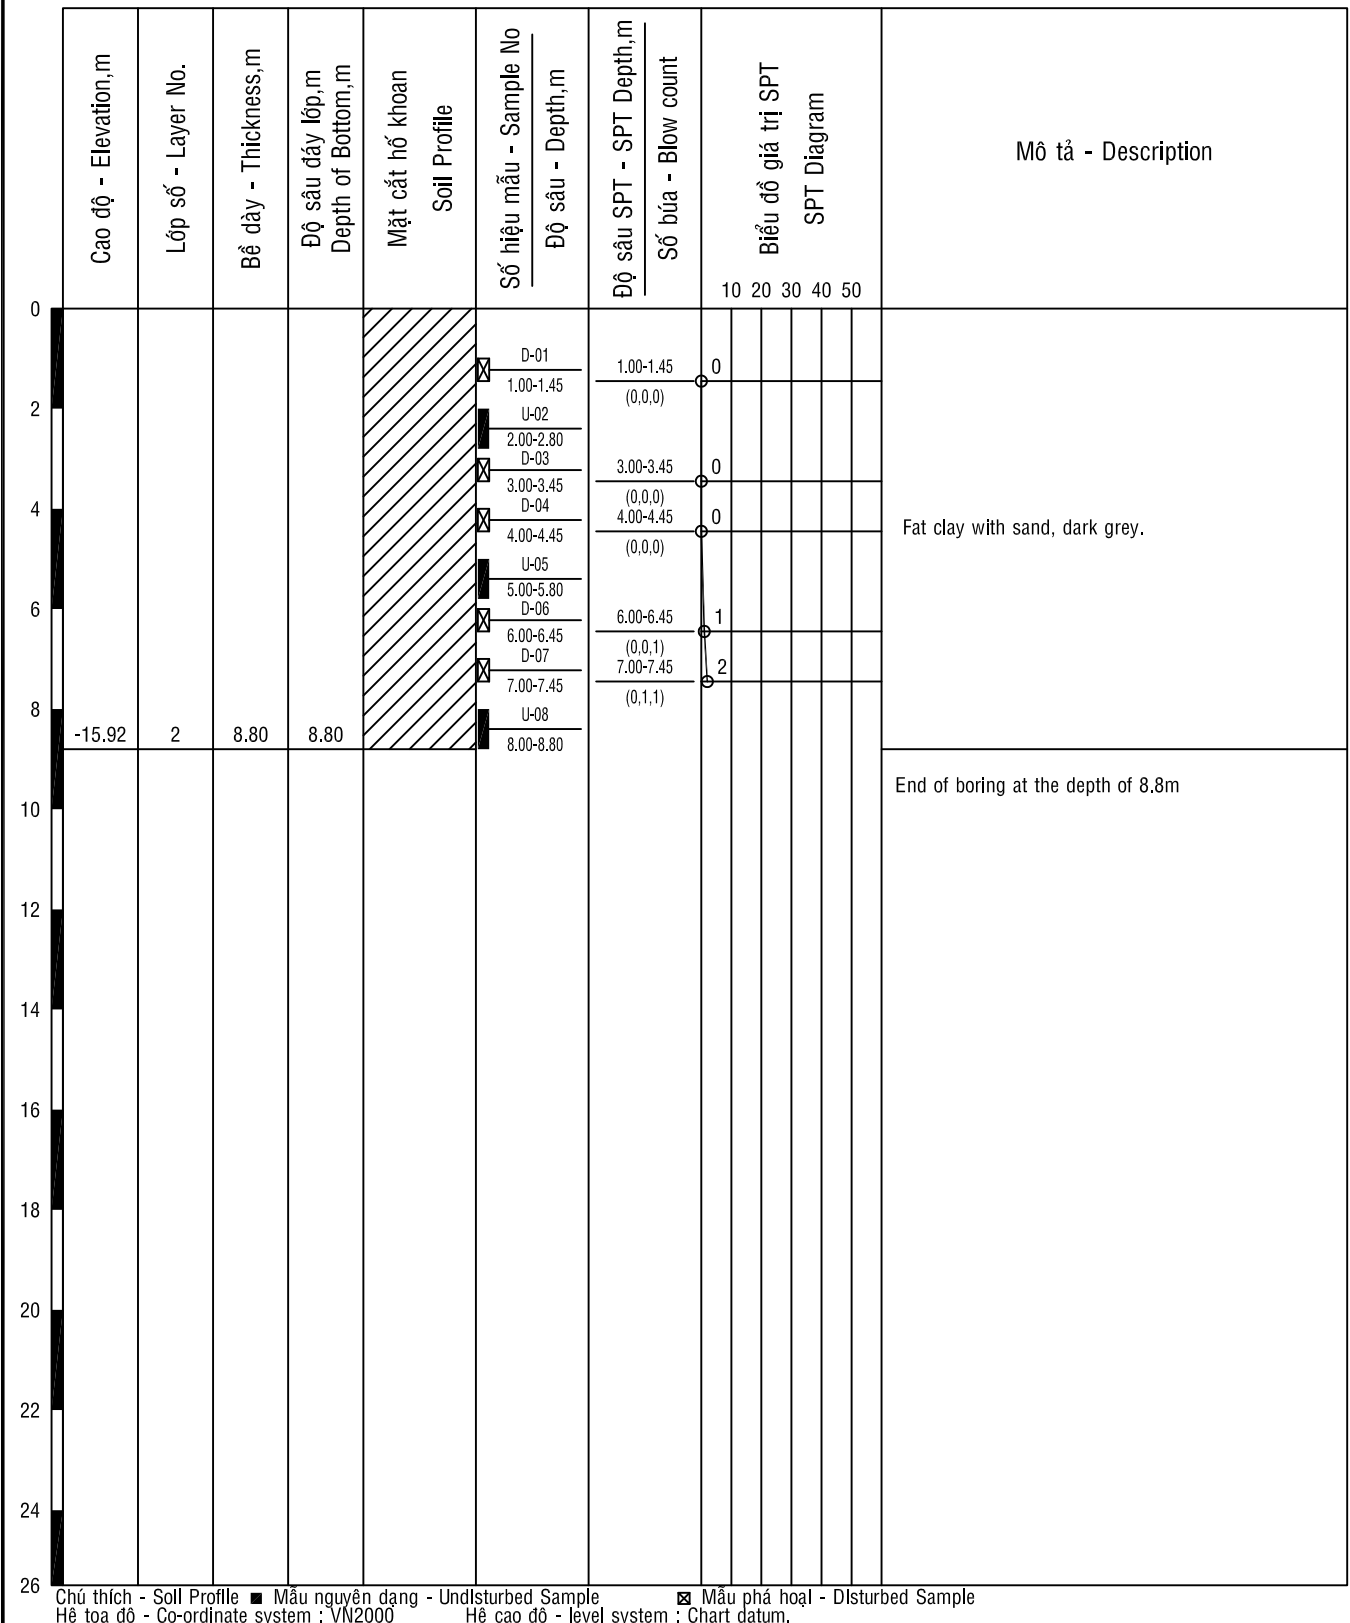 Cao độ - Elevation,m
Lớp số - Layer No.
Bề dày - Thickness,m
Độ sâu đáy lớp,m
Depth of Bottom,m
Mặt cắt hố khoan
Soil Profile
Số hiệu mẫu - Sample No
Độ sâu - Depth,m
Độ sâu SPT - SPT Depth,m
Số búa - Blow count
Biểu đồ giá trị SPT
SPT Diagram
10 20 30 40 50
Mô tả - Description
0
D-01
1.00-1.45
1.00-1.45
(0,0,0)
0
2
U-02
2.00-2.80
D-03
3.00-3.45
3.00-3.45
(0,0,0)
0
4
D-04
4.00-4.45
4.00-4.45
(0,0,0)
0
Fat clay with sand, dark grey.
U-05
5.00-5.80
6
D-06
6.00-6.45
6.00-6.45
(0,0,1)
1
D-07
7.00-7.45
7.00-7.45
(0,1,1)
2
8
U-08
8.00-8.80
-15.92 2 8.80 8.80
End of boring at the depth of 8.8m
10
12
14
16
18
20
22
24
26
Chú thích - Soil Profile Mẫu nguyên dạng - Undisturbed Sample Mẫu phá hoại - Disturbed Sample
Hệ tọa độ - Co-ordinate system : VN2000 Hệ cao độ - level system : Chart datum.